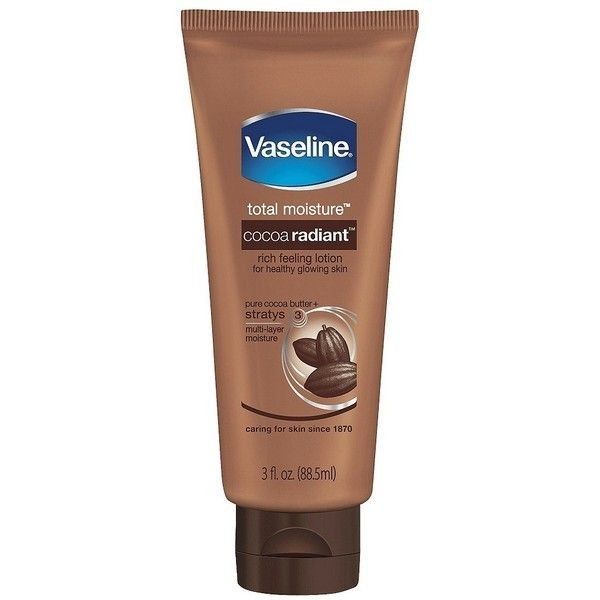 Vaseline®
total moisture™
cocoa radiant™
rich feeling lotion
for healthy glowing skin
pure cocoa butter+
stratys 3
multi-layer
moisture
caring for skin since 1870
3 fl. oz. (88.5ml)